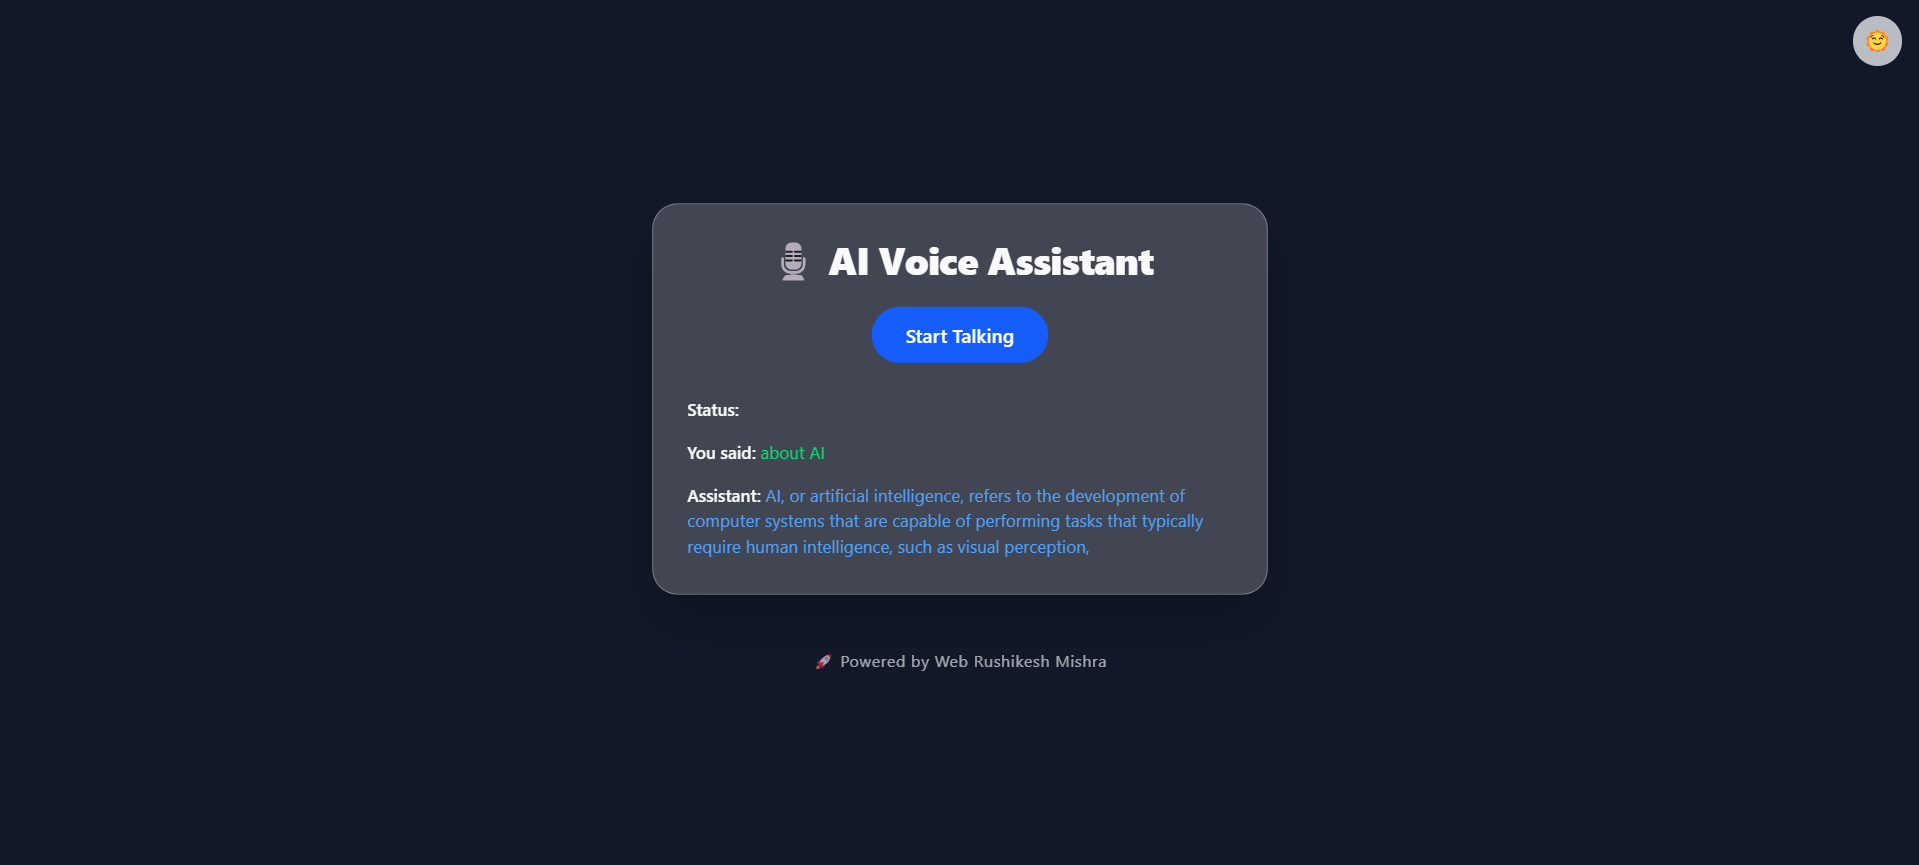 AI Voice Assistant
Start Talking
Status:
You said: about AI
Assistant: AI, or artificial intelligence, refers to the development of
computer systems that are capable of performing tasks that typically
require human intelligence, such as visual perception,
Powered by Web Rushikesh Mishra